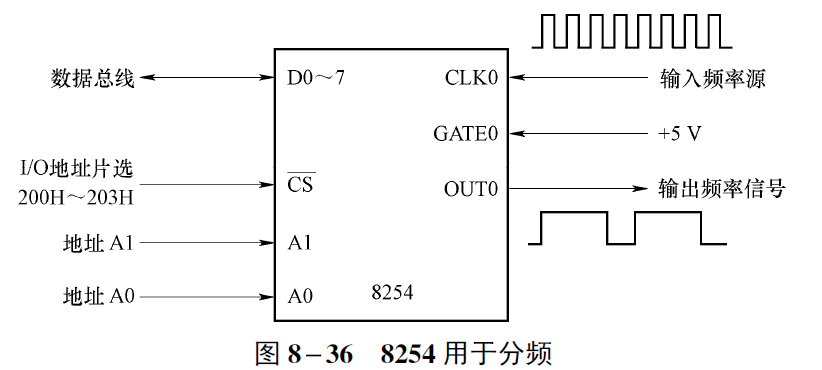 数据总线
D0～7
CLK0
输入频率源
GATE0
+5 V
I/O地址片选
200H～203H
CS
OUT0
输出频率信号
地址 A1
A1
地址 A0
A0
8254
图 8-36 8254 用于分频